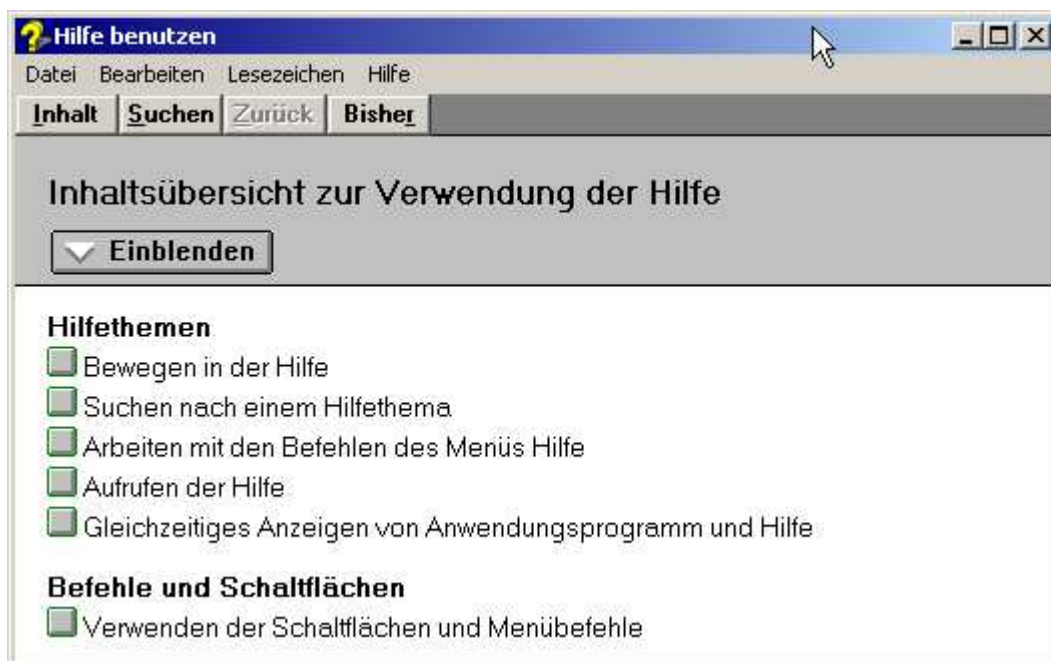 Hilfe benutzen
Datei Bearbeiten Lesezeichen Hilfe
Inhalt Suchen Zurück Bisher
Inhaltsübersicht zur Verwendung der Hilfe
Einblenden
Hilfethemen
Bewegen in der Hilfe
Suchen nach einem Hilfethema
Arbeiten mit den Befehlen des Menüs Hilfe
Aufrufen der Hilfe
Gleichzeitiges Anzeigen von Anwendungsprogramm und Hilfe
Befehle und Schaltflächen
Verwenden der Schaltflächen und Menübefehle